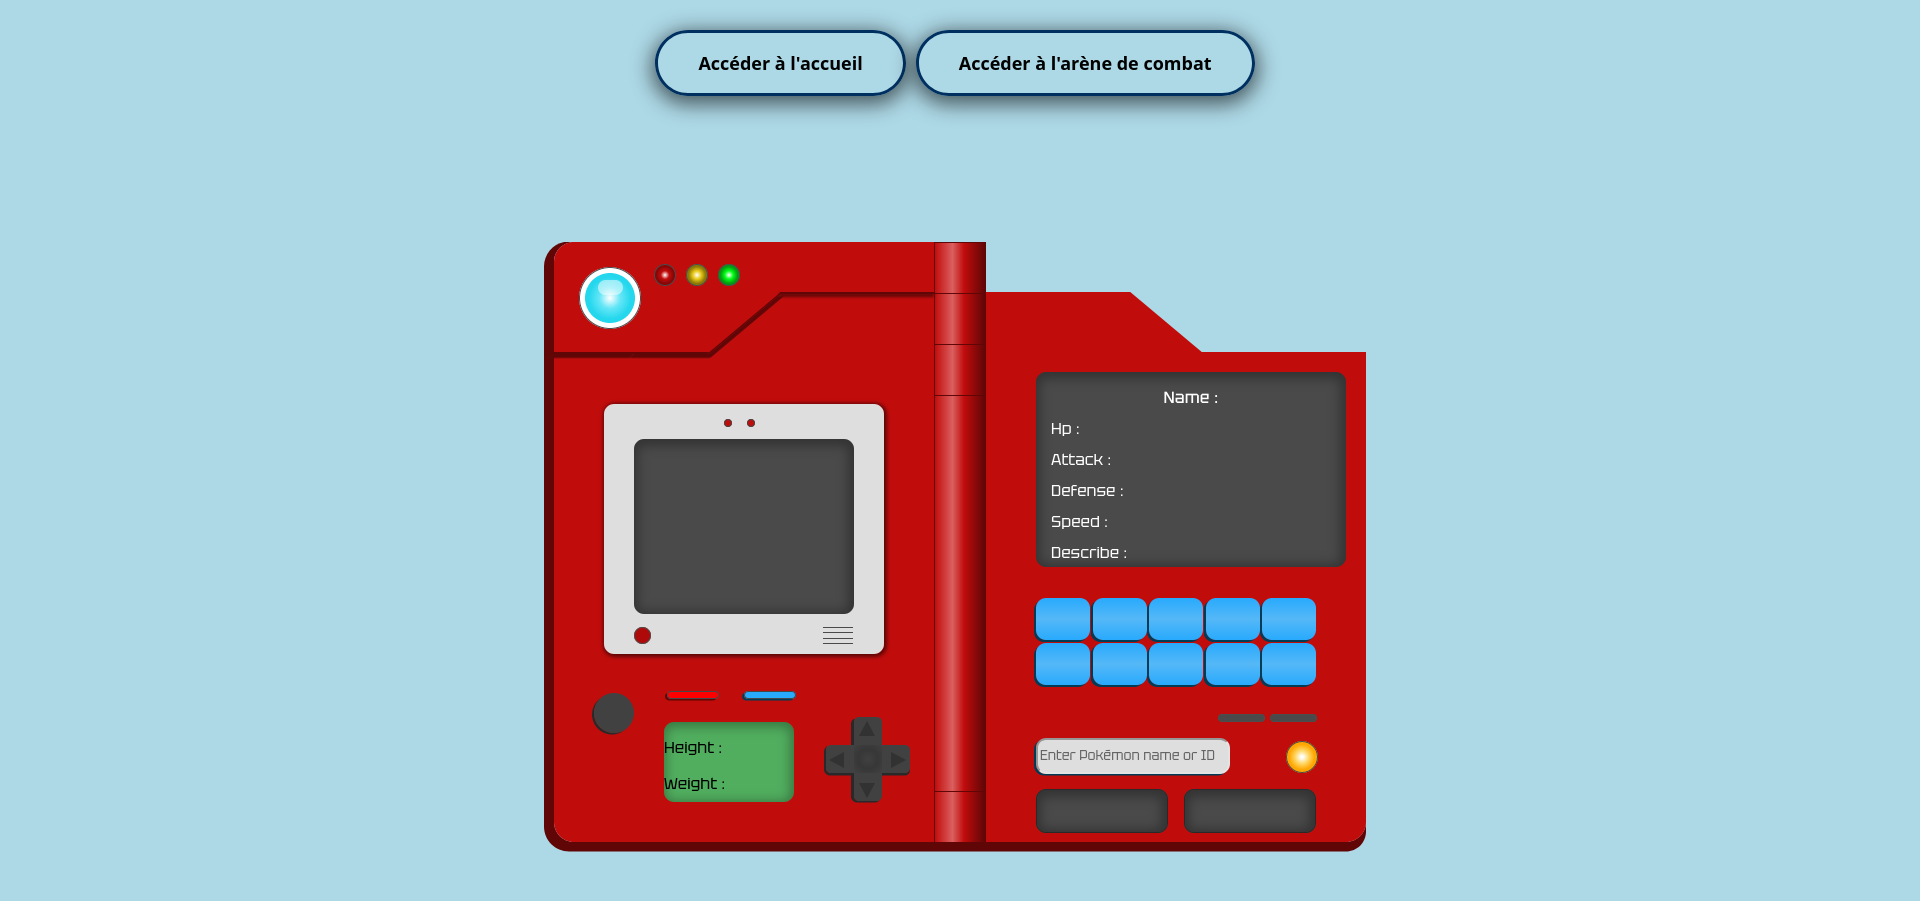 Accéder à l'accueil
Accéder à l'arène de combat
Name :
Hp :
Attack :
Defense :
Speed :
Describe :
Height :
Weight :
Enter Pokémon name or ID